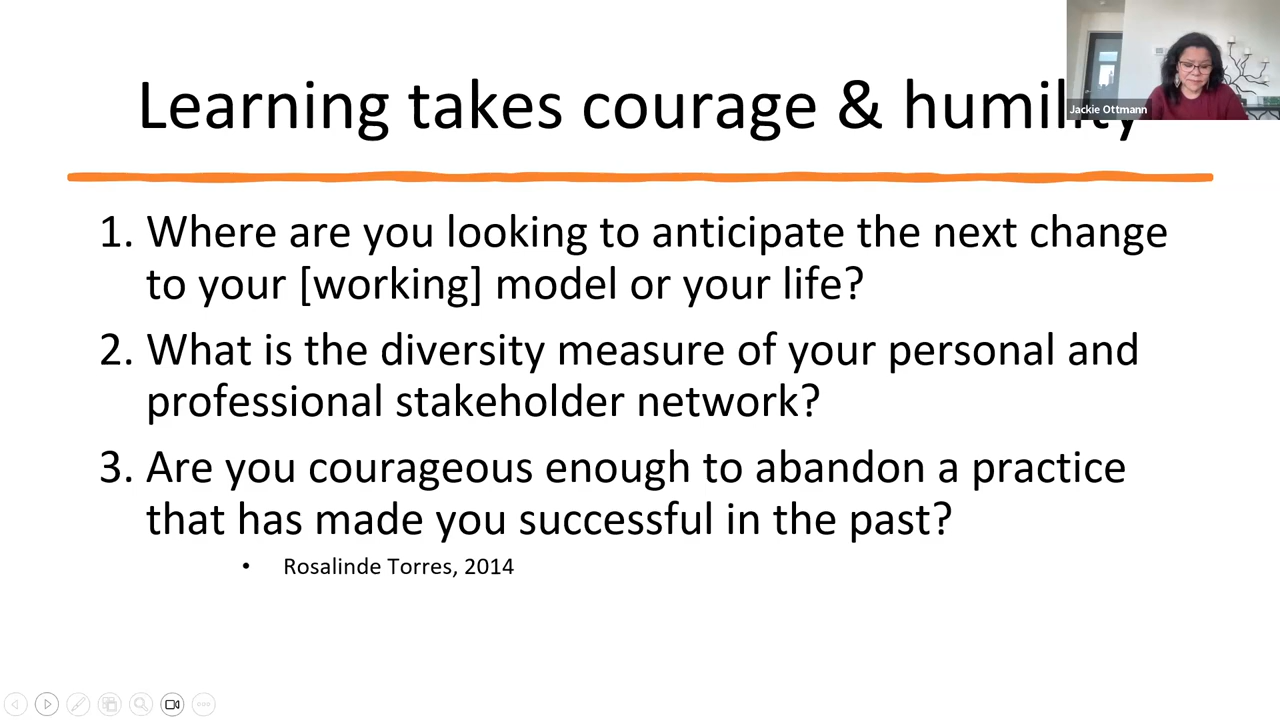 Learning takes courage & humility
Jackie Ottmann
1. Where are you looking to anticipate the next change
to your [working] model or your life?
2. What is the diversity measure of your personal and
professional stakeholder network?
3. Are you courageous enough to abandon a practice
that has made you successful in the past?
• Rosalinde Torres, 2014